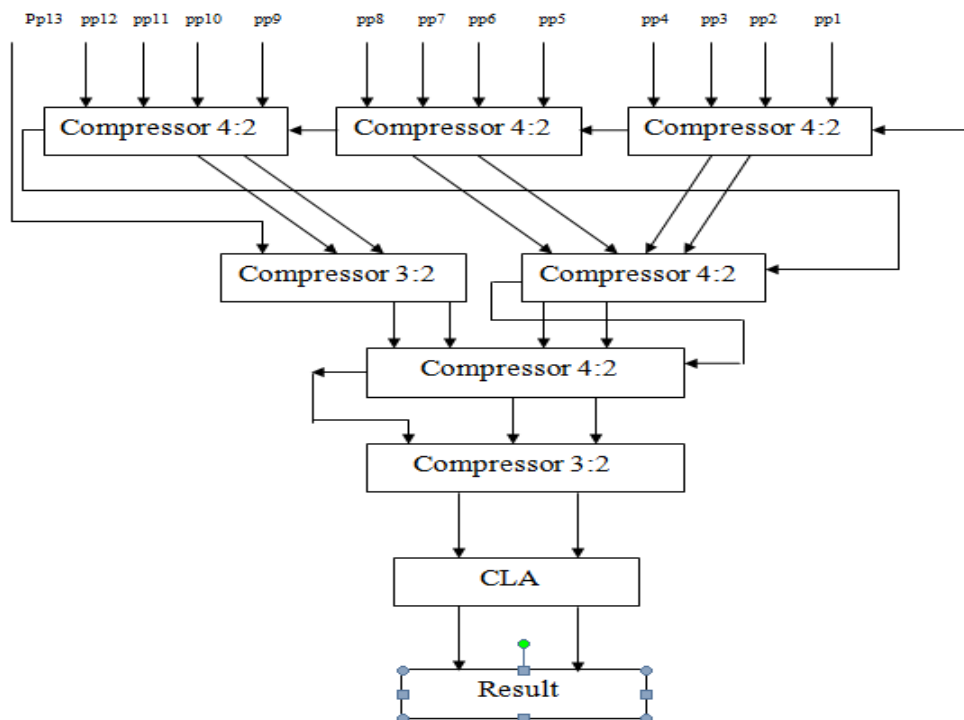 Pp13 pp12 pp11 pp10 pp9 pp8 pp7 pp6 pp5 pp4 pp3 pp2 pp1
Compressor 4:2 Compressor 4:2 Compressor 4:2
Compressor 3:2 Compressor 4:2
Compressor 4:2
Compressor 3:2
CLA
Result